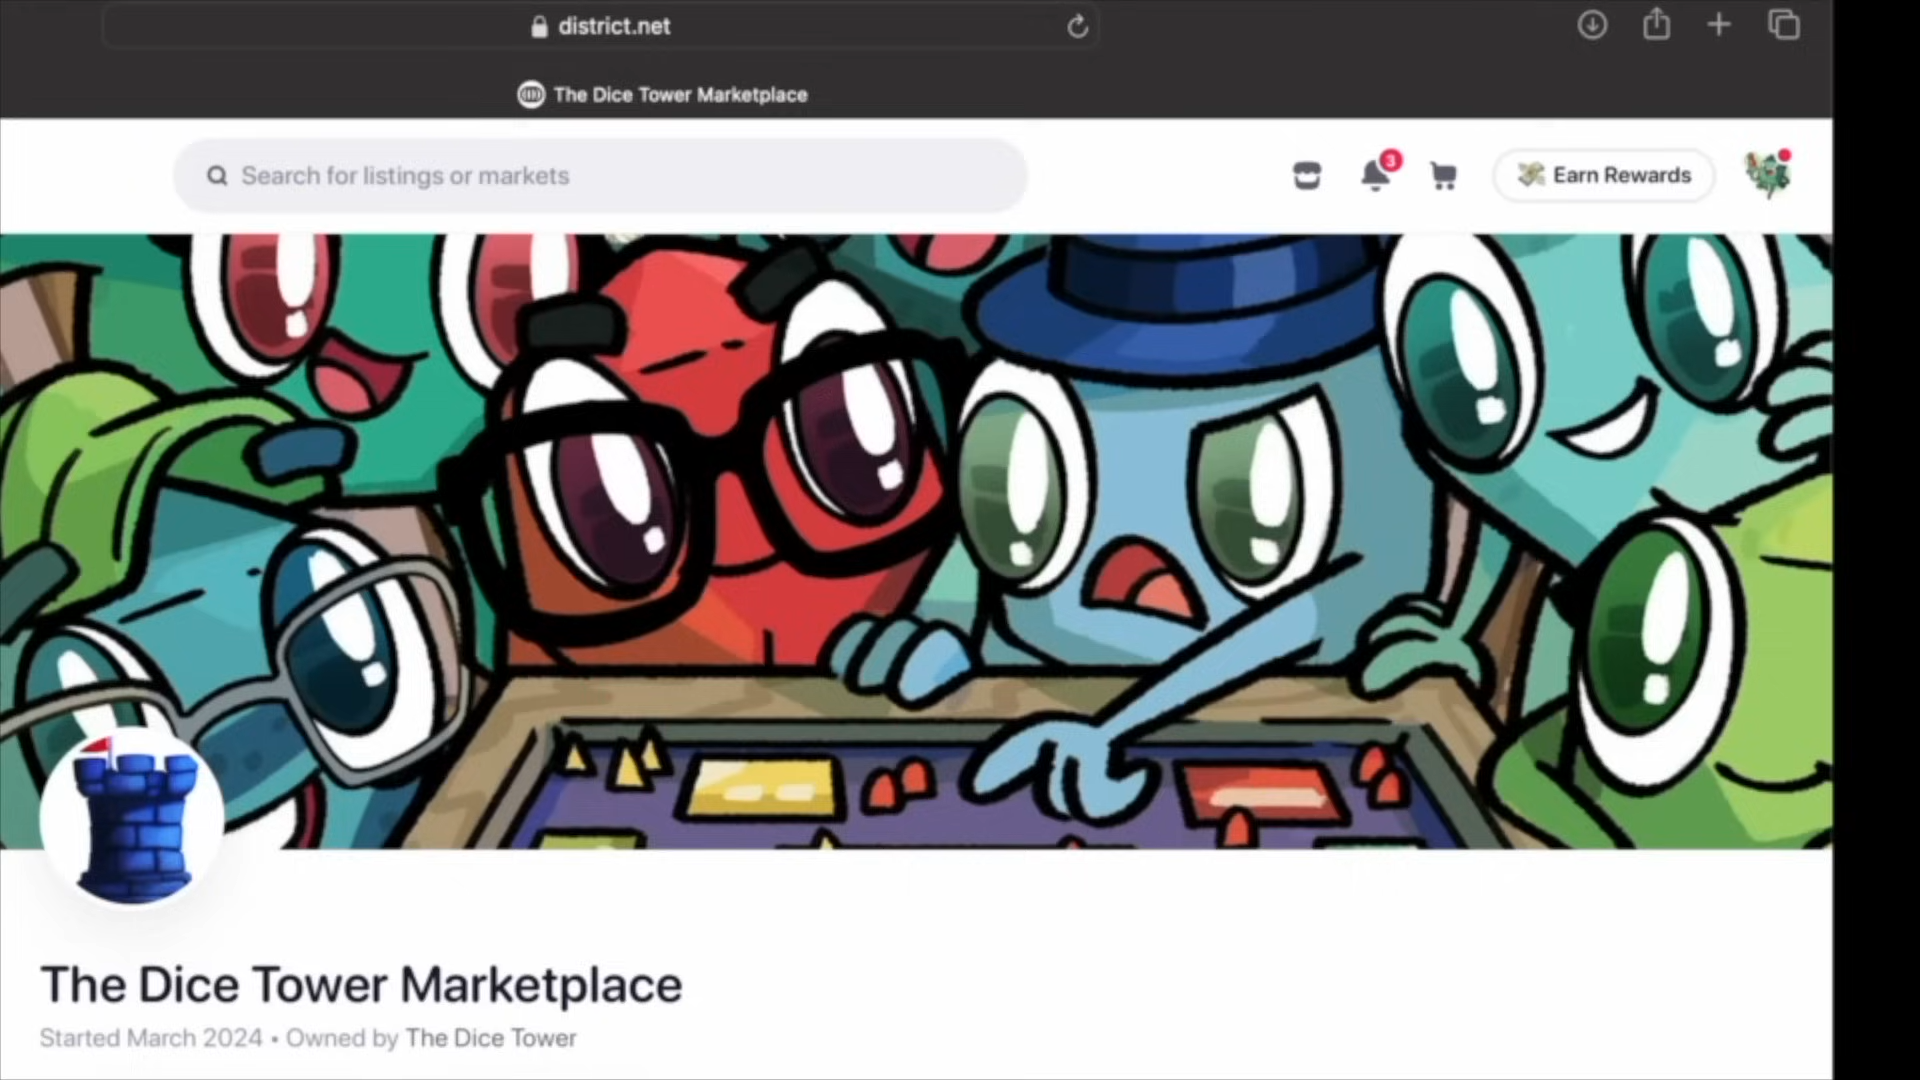 district.net
The Dice Tower Marketplace
Search for listings or markets
3
Earn Rewards
The Dice Tower Marketplace
Started March 2024 • Owned by The Dice Tower